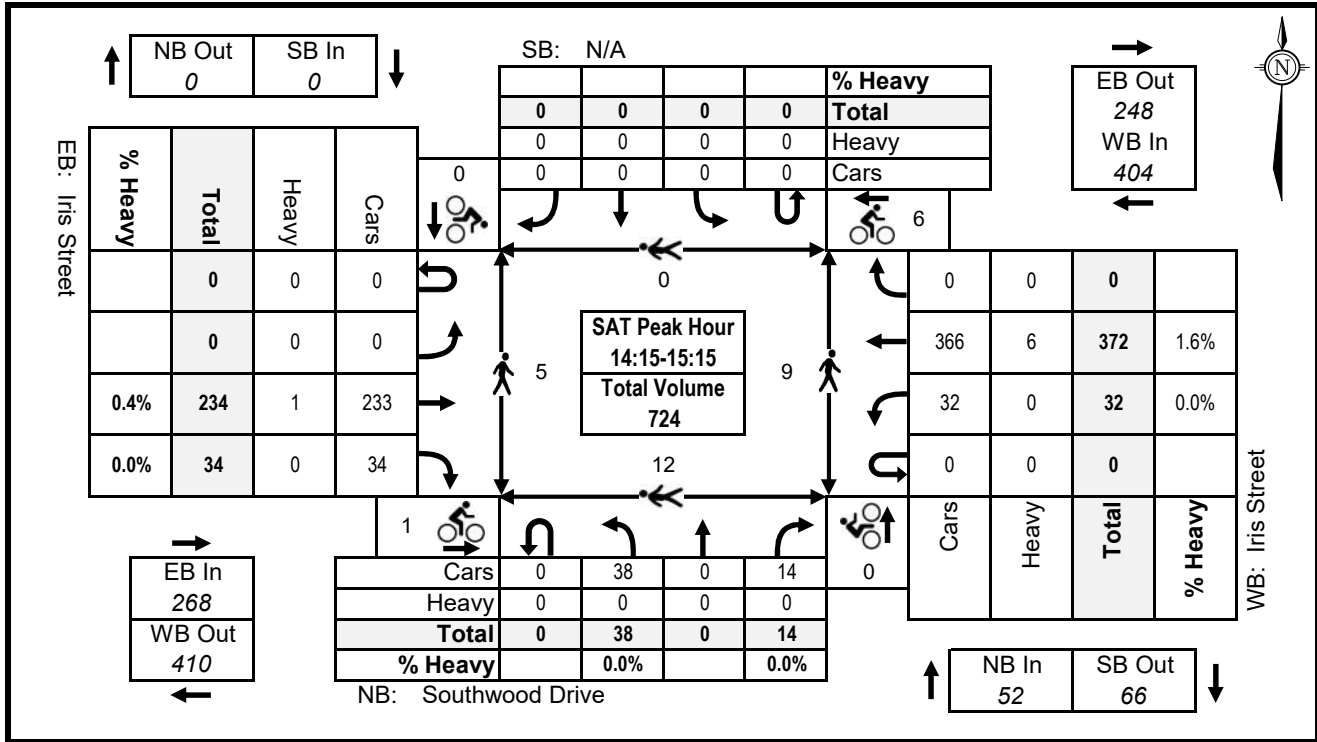 NB Out SB In
0 0
SB: N/A
% Heavy
0 0 0 0 Total
0 0 0 0 Heavy
0 0 0 0 Cars
EB Out
248
WB In
404
N
EB: Iris Street
% Heavy Total Heavy Cars
0
6
0 0 0
0 0 0
0.4% 234 1 233
0.0% 34 0 34
0
5
SAT Peak Hour
14:15-15:15
Total Volume
724
9
12
0 0 0
366 6 372 1.6%
32 0 32 0.0%
0 0 0
Cars Heavy Total % Heavy
WB: Iris Street
1
0
Cars 0 38 0 14
Heavy 0 0 0 0
Total 0 38 0 14
% Heavy 0.0% 0.0%
NB: Southwood Drive
EB In
268
WB Out
410
NB In SB Out
52 66